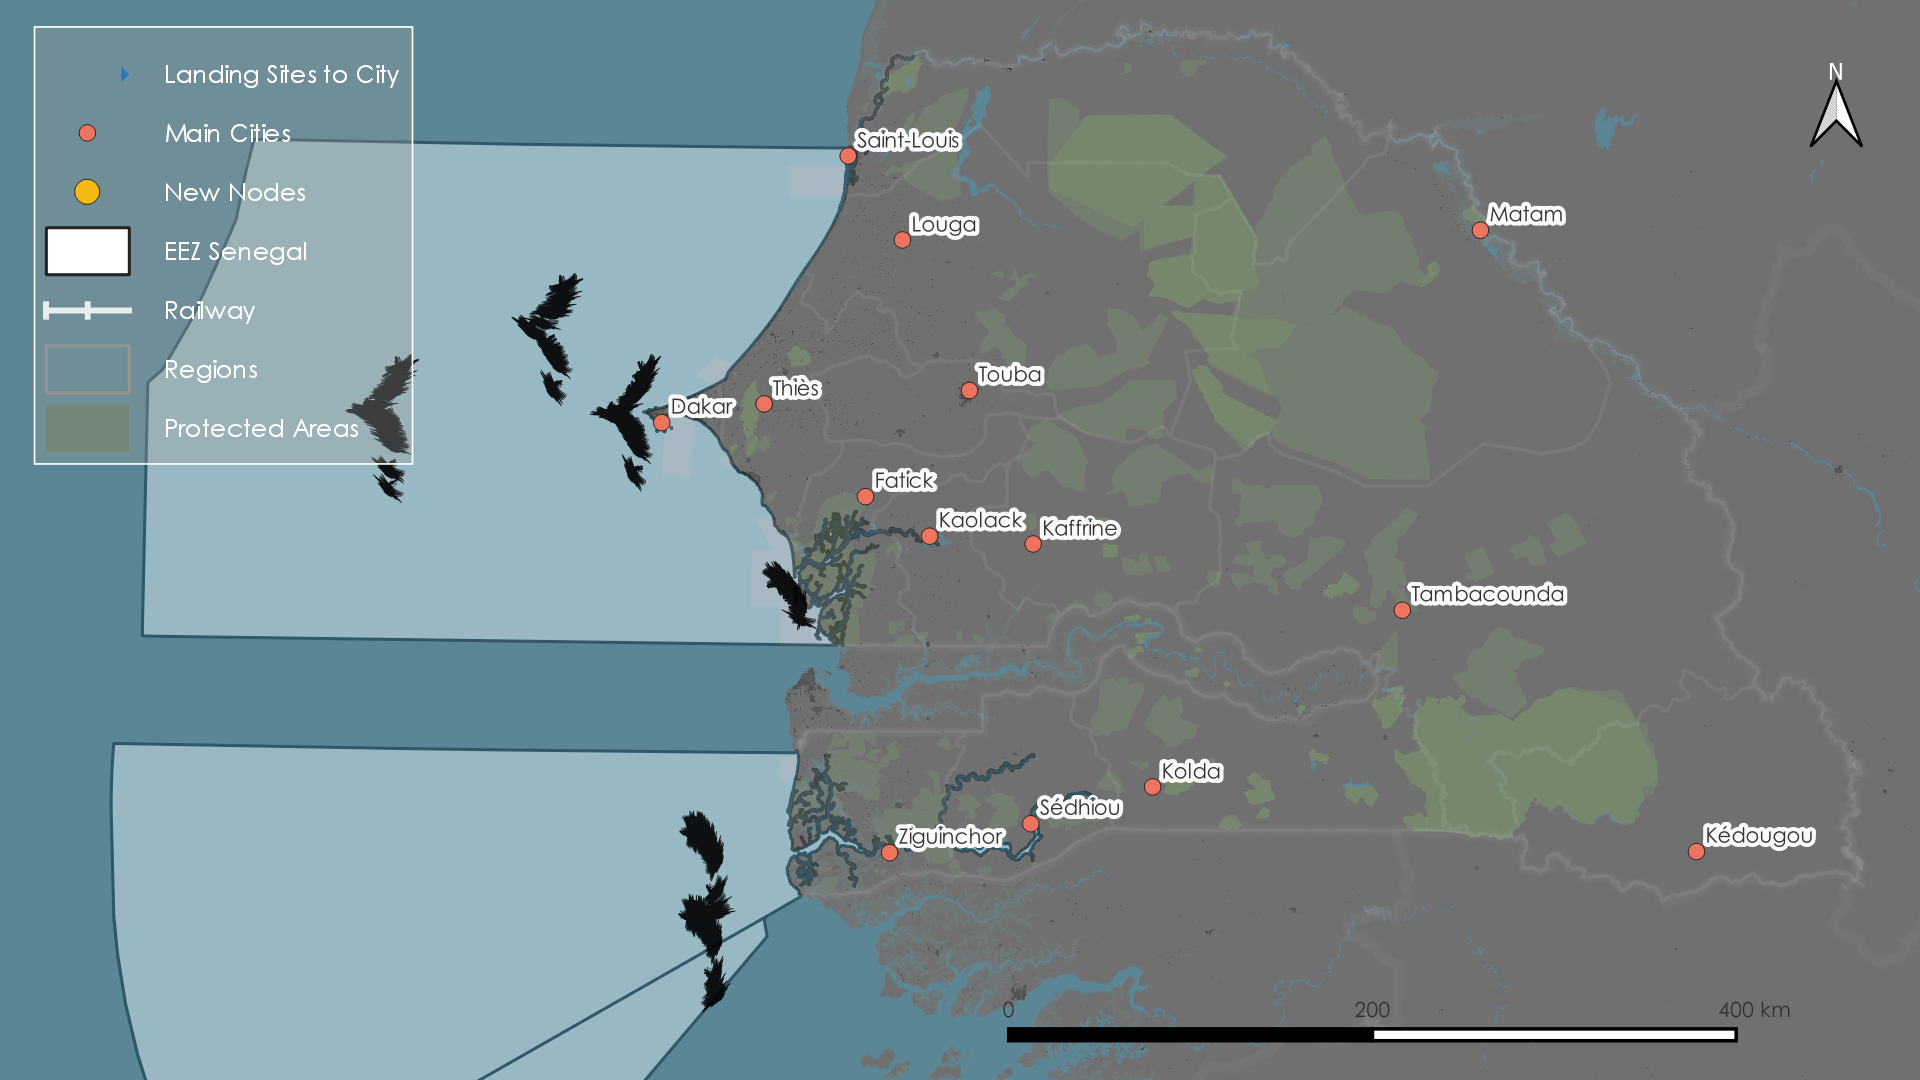 Landing Sites to City
Main Cities
New Nodes
EEZ Senegal
Railway
Regions
Protected Areas
N
Saint-Louis
Louga
Matam
Touba
Thiès
Dakar
Fatick
Kaolack
Kaffrine
Tambacounda
Kolda
Sédhiou
Ziguinchor
Kédougou
0
200
400 km